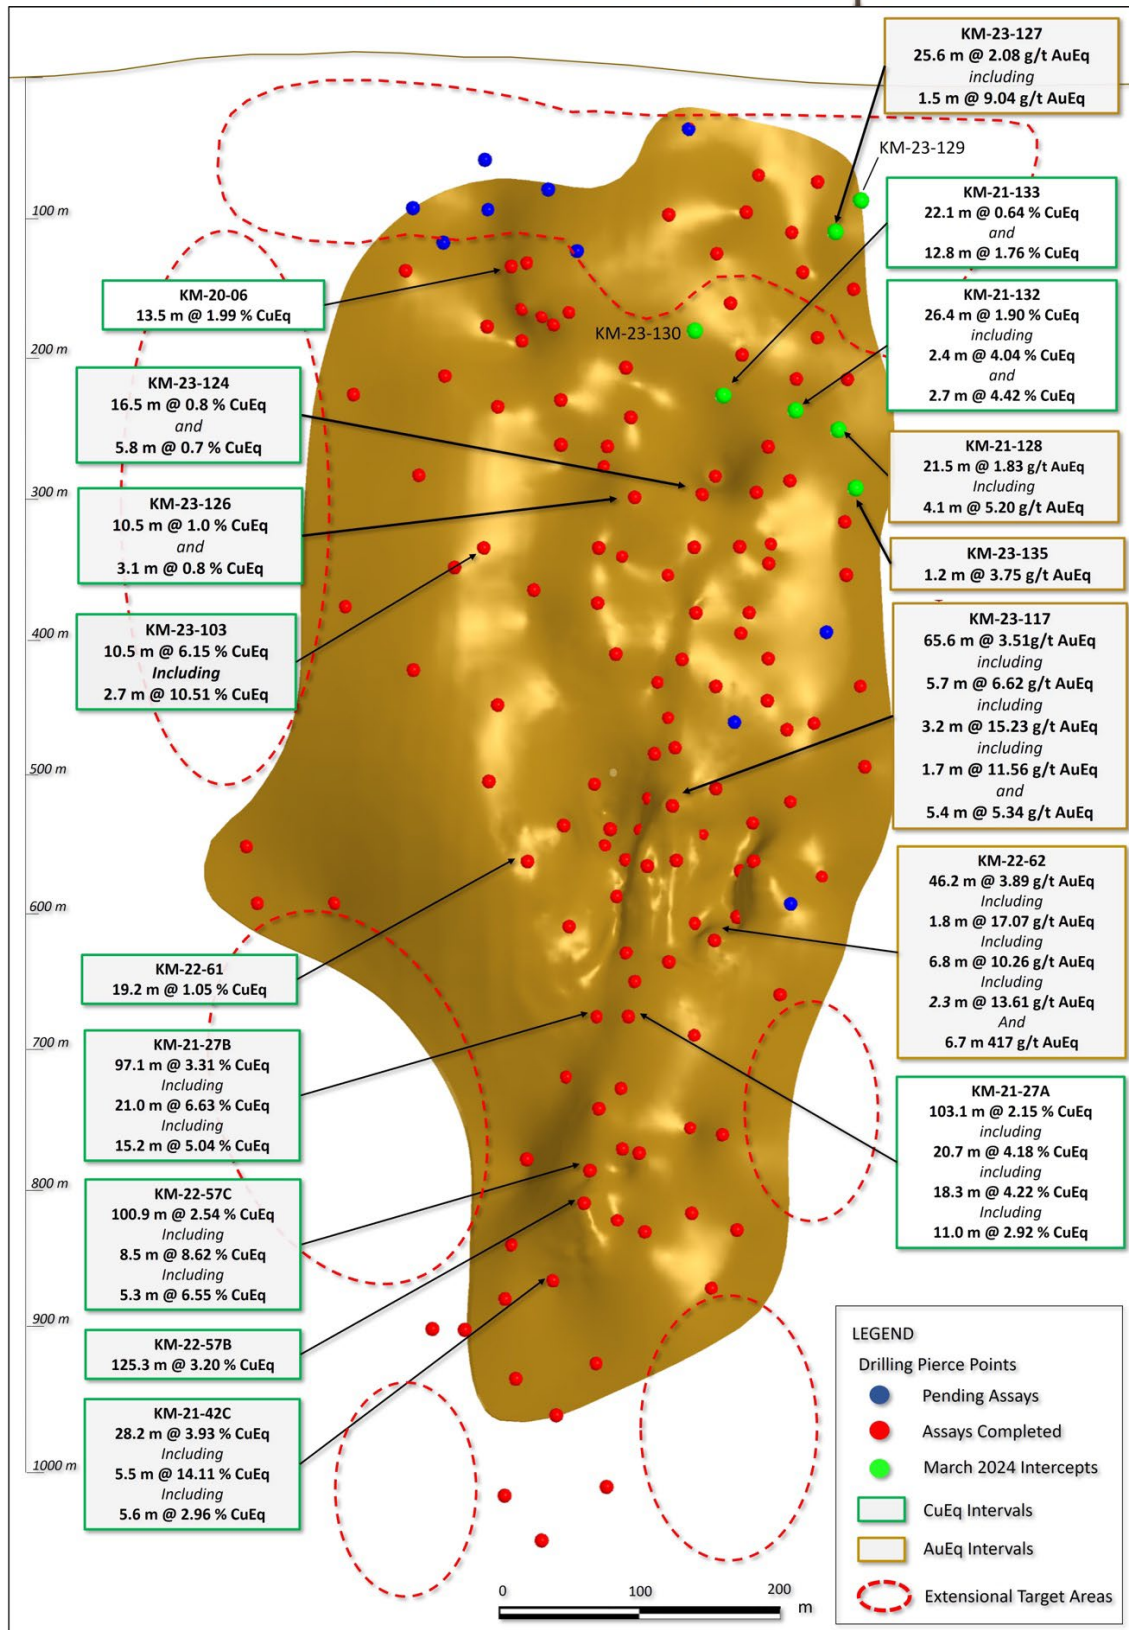 KM-23-127
25.6 m @ 2.08 g/t AuEq
including
1.5 m @ 9.04 g/t AuEq
KM-23-129
KM-21-133
22.1 m @ 0.64 % CuEq
and
12.8 m @ 1.76 % CuEq
KM-21-132
26.4 m @ 1.90 % CuEq
including
2.4 m @ 4.04 % CuEq
and
2.7 m @ 4.42 % CuEq
KM-21-128
21.5 m @ 1.83 g/t AuEq
Including
4.1 m @ 5.20 g/t AuEq
KM-23-135
1.2 m @ 3.75 g/t AuEq
KM-23-117
65.6 m @ 3.51g/t AuEq
including
5.7 m @ 6.62 g/t AuEq
including
3.2 m @ 15.23 g/t AuEq
including
1.7 m @ 11.56 g/t AuEq
and
5.4 m @ 5.34 g/t AuEq
KM-22-62
46.2 m @ 3.89 g/t AuEq
Including
1.8 m @ 17.07 g/t AuEq
Including
6.8 m @ 10.26 g/t AuEq
Including
2.3 m @ 13.61 g/t AuEq
And
6.7 m 417 g/t AuEq
KM-21-27A
103.1 m @ 2.15 % CuEq
including
20.7 m @ 4.18 % CuEq
including
18.3 m @ 4.22 % CuEq
Including
11.0 m @ 2.92 % CuEq
KM-23-130
100 m
200 m
300 m
400 m
500 m
600 m
700 m
800 m
900 m
1000 m
KM-20-06
13.5 m @ 1.99 % CuEq
KM-23-124
16.5 m @ 0.8 % CuEq
and
5.8 m @ 0.7 % CuEq
KM-23-126
10.5 m @ 1.0 % CuEq
and
3.1 m @ 0.8 % CuEq
KM-23-103
10.5 m @ 6.15 % CuEq
Including
2.7 m @ 10.51 % CuEq
KM-22-61
19.2 m @ 1.05 % CuEq
KM-21-27B
97.1 m @ 3.31 % CuEq
Including
21.0 m @ 6.63 % CuEq
Including
15.2 m @ 5.04 % CuEq
KM-22-57C
100.9 m @ 2.54 % CuEq
Including
8.5 m @ 8.62 % CuEq
Including
5.3 m @ 6.55 % CuEq
KM-22-57B
125.3 m @ 3.20 % CuEq
KM-21-42C
28.2 m @ 3.93 % CuEq
Including
5.5 m @ 14.11 % CuEq
Including
5.6 m @ 2.96 % CuEq
LEGEND
Drilling Pierce Points
Pending Assays
Assays Completed
March 2024 Intercepts
CuEq Intervals
AuEq Intervals
Extensional Target Areas
0 100 200
m